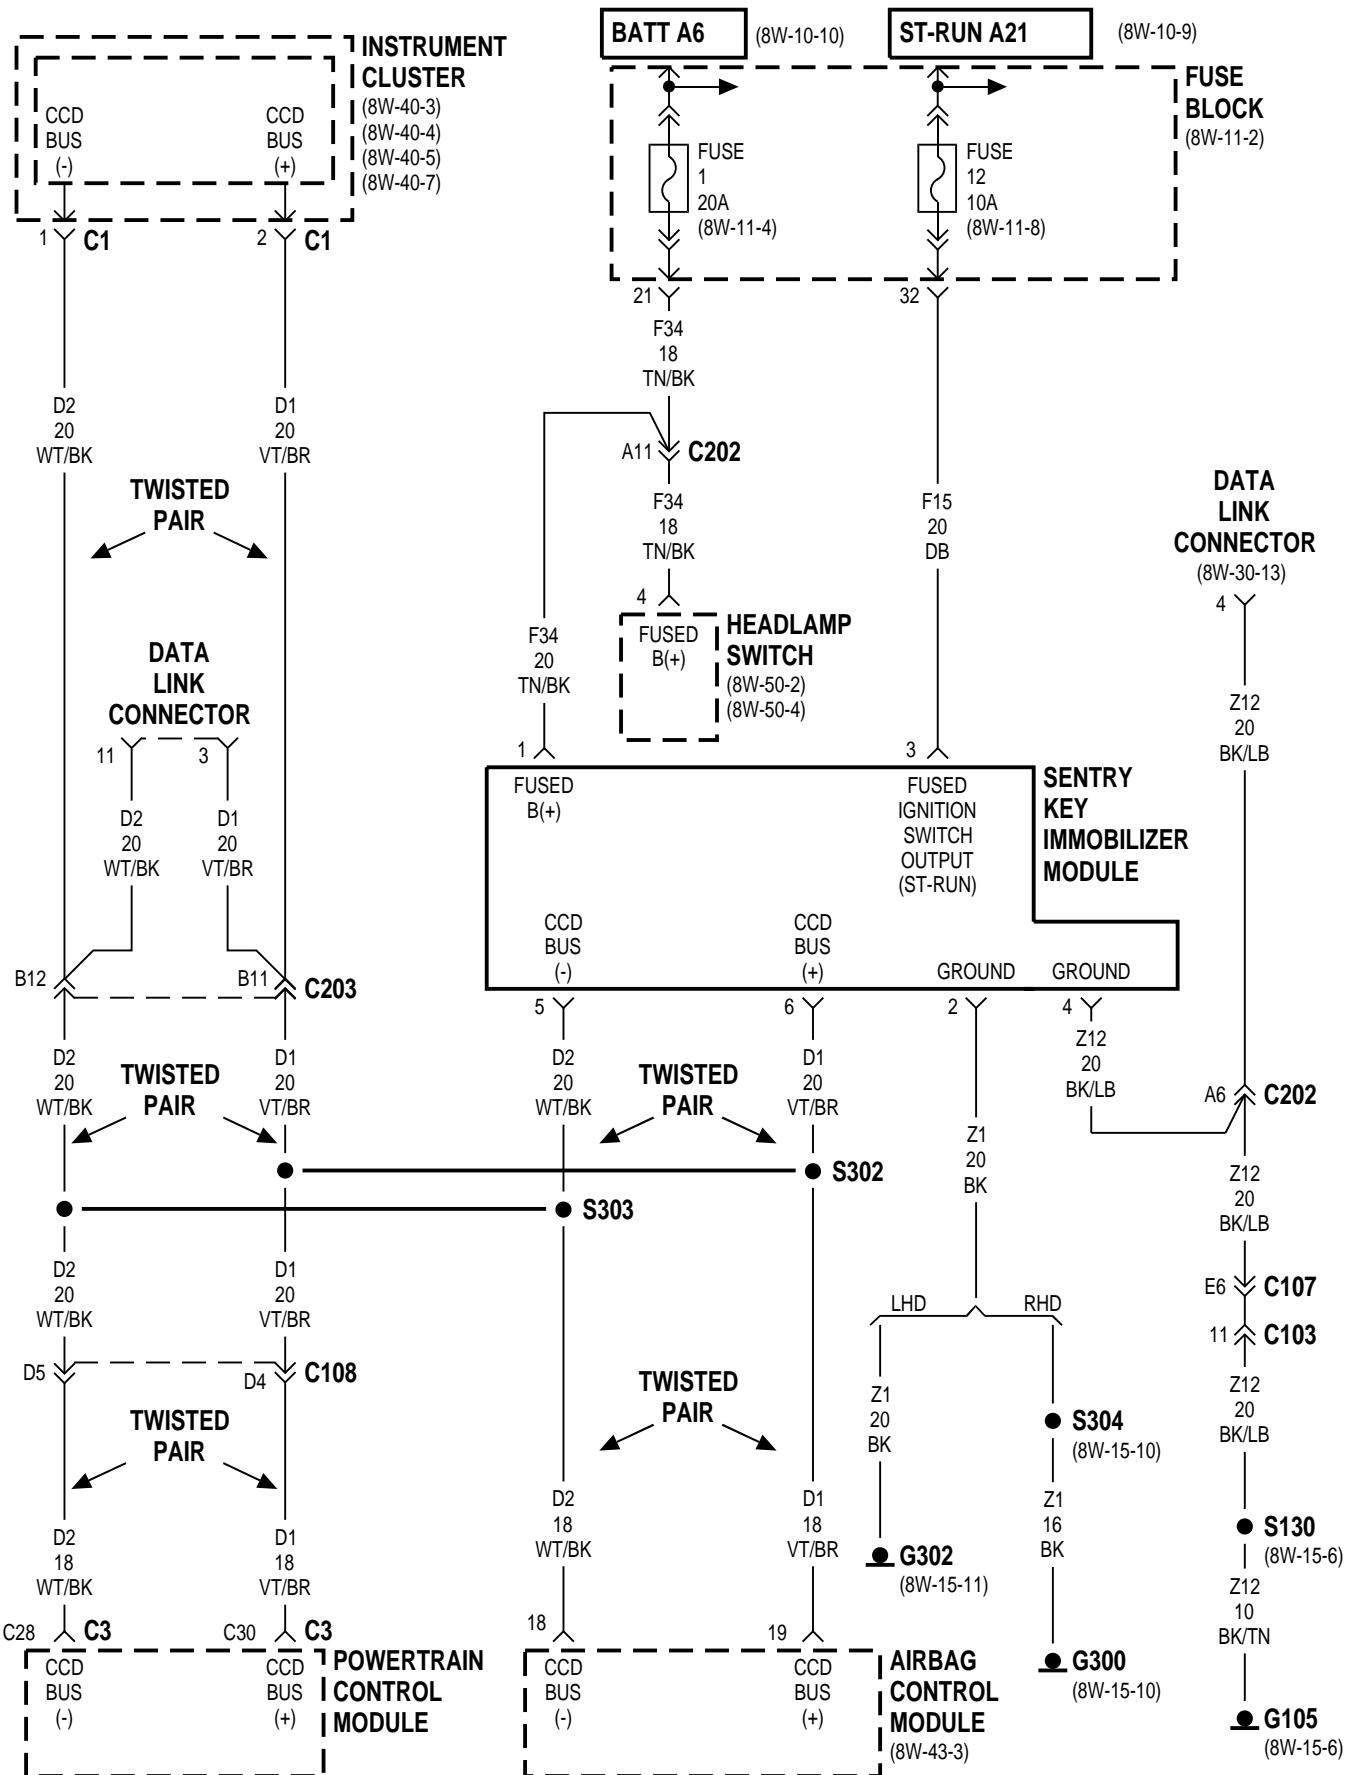 BATT A6
(8W-10-10)
ST-RUN A21
(8W-10-9)
INSTRUMENT
CLUSTER
(8W-40-3)
(8W-40-4)
(8W-40-5)
(8W-40-7)
CCD
BUS
(-)
CCD
BUS
(+)
1
C1
2
C1
FUSE
BLOCK
(8W-11-2)
FUSE
1
20A
(8W-11-4)
FUSE
12
10A
(8W-11-8)
21
32
F34
18
TN/BK
D2
20
WT/BK
D1
20
VT/BR
TWISTED
PAIR
A11
C202
F34
18
TN/BK
F15
20
DB
DATA
LINK
CONNECTOR
(8W-30-13)
4
4
FUSED
B(+)
HEADLAMP
SWITCH
(8W-50-2)
(8W-50-4)
F34
20
TN/BK
DATA
LINK
CONNECTOR
11
3
D2
20
WT/BK
D1
20
VT/BR
Z12
20
BK/LB
1
3
FUSED
B(+)
FUSED
IGNITION
SWITCH
OUTPUT
(ST-RUN)
SENTRY
KEY
IMMOBILIZER
MODULE
CCD
BUS
(-)
CCD
BUS
(+)
GROUND
GROUND
B12
B11
C203
5
6
2
4
D2
20
WT/BK
TWISTED
PAIR
D1
20
VT/BR
D2
20
WT/BK
TWISTED
PAIR
D1
20
VT/BR
Z12
20
BK/LB
A6
C202
Z1
20
BK
S302
S303
Z12
20
BK/LB
D2
20
WT/BK
D1
20
VT/BR
E6
C107
11
C103
LHD
RHD
D5
D4
C108
TWISTED
PAIR
TWISTED
PAIR
Z1
20
BK
S304
(8W-15-10)
Z12
20
BK/LB
D2
18
WT/BK
D1
18
VT/BR
D2
18
WT/BK
D1
18
VT/BR
Z1
16
BK
S130
(8W-15-6)
G302
(8W-15-11)
Z12
10
BK/TN
C28
C3
C30
C3
18
19
CCD
BUS
(-)
CCD
BUS
(+)
POWERTRAIN
CONTROL
MODULE
CCD
BUS
(-)
CCD
BUS
(+)
AIRBAG
CONTROL
MODULE
(8W-43-3)
G300
(8W-15-10)
G105
(8W-15-6)